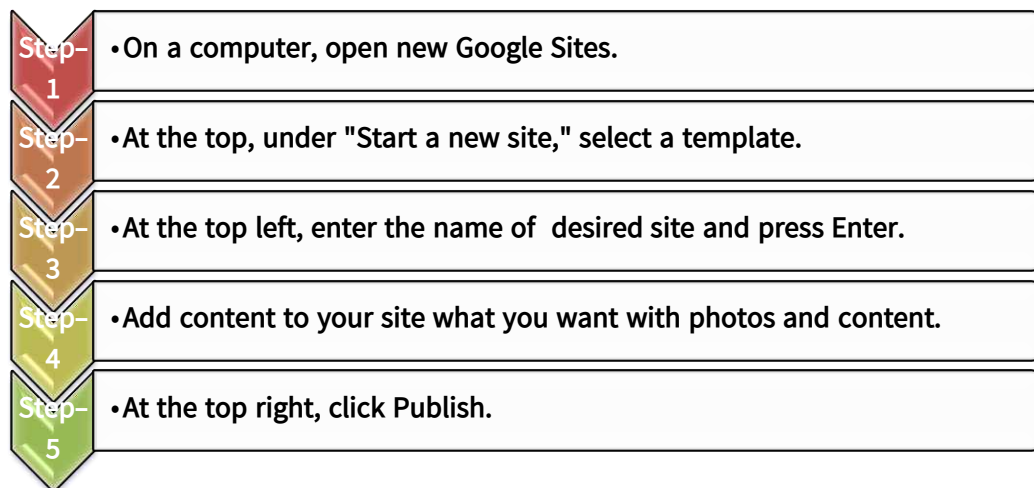 Step-
1
•On a computer, open new Google Sites.
Step-
2
•At the top, under "Start a new site," select a template.
Step-
3
•At the top left, enter the name of  desired site and press Enter.
Step-
4
•Add content to your site what you want with photos and content.
Step-
5
•At the top right, click Publish.